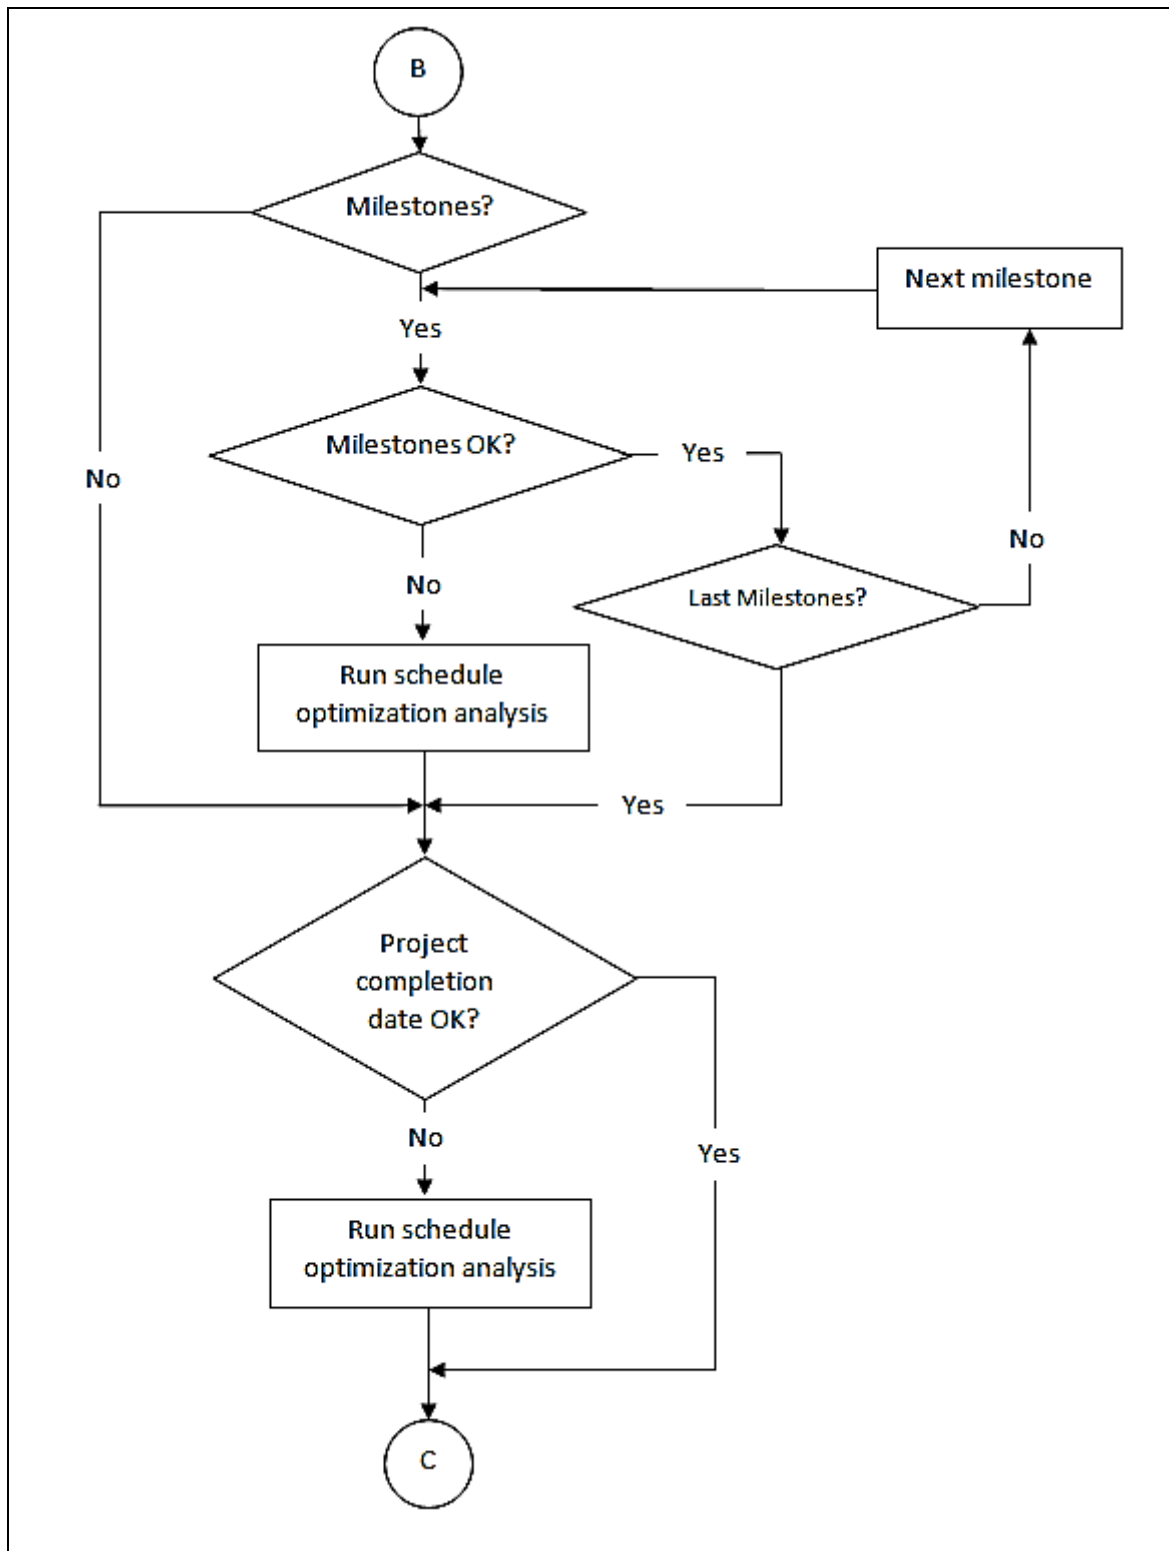 B
Milestones?
Next milestone
Yes
Milestones OK?
Yes
No
No
No
Last Milestones?
Run schedule
optimization analysis
Yes
Project
completion
date OK?
No
Yes
Run schedule
optimization analysis
C